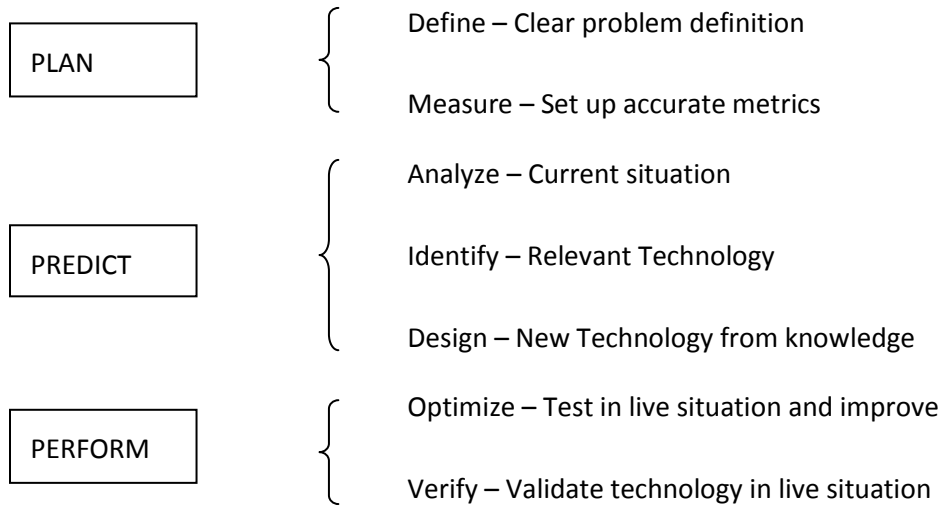 PLAN
Define – Clear problem definition
Measure – Set up accurate metrics
PREDICT
Analyze – Current situation
Identify – Relevant Technology
Design – New Technology from knowledge
PERFORM
Optimize – Test in live situation and improve
Verify – Validate technology in live situation